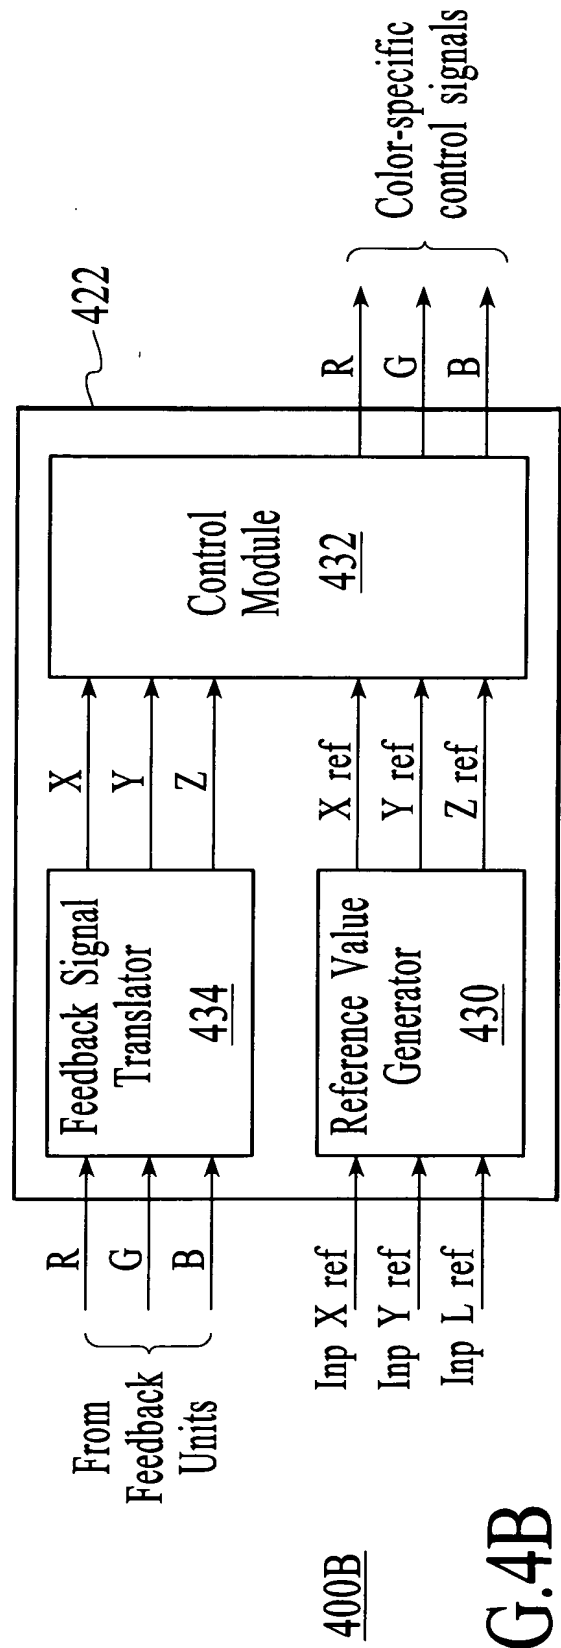 422
From
Feedback
Units
R
G
B
Feedback Signal
Translator
434
X
Y
Z
Control
Module
432
Inp X ref
Inp Y ref
Inp L ref
Reference Value
Generator
430
X ref
Y ref
Z ref
R
G
B
Color-specific
control signals
400B
G.4B